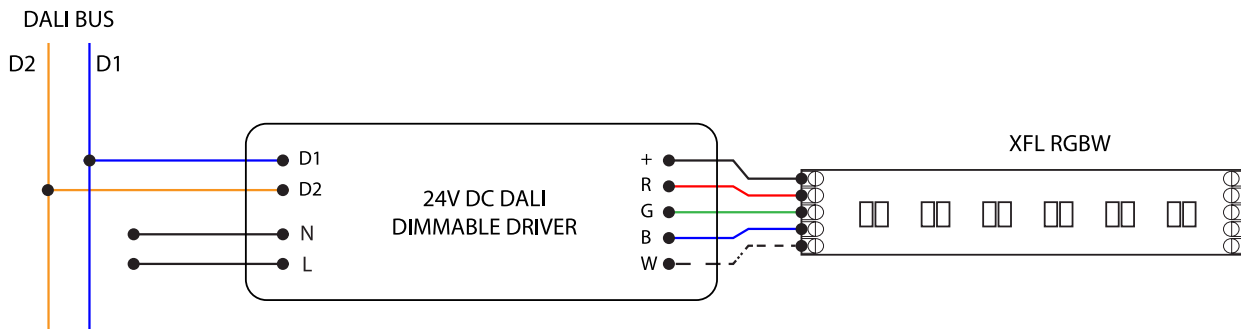 DALI BUS
D2
D1
D1
D2
N
L
24V DC DALI
DIMMABLE DRIVER
+
R
G
B
W
XFL RGBW